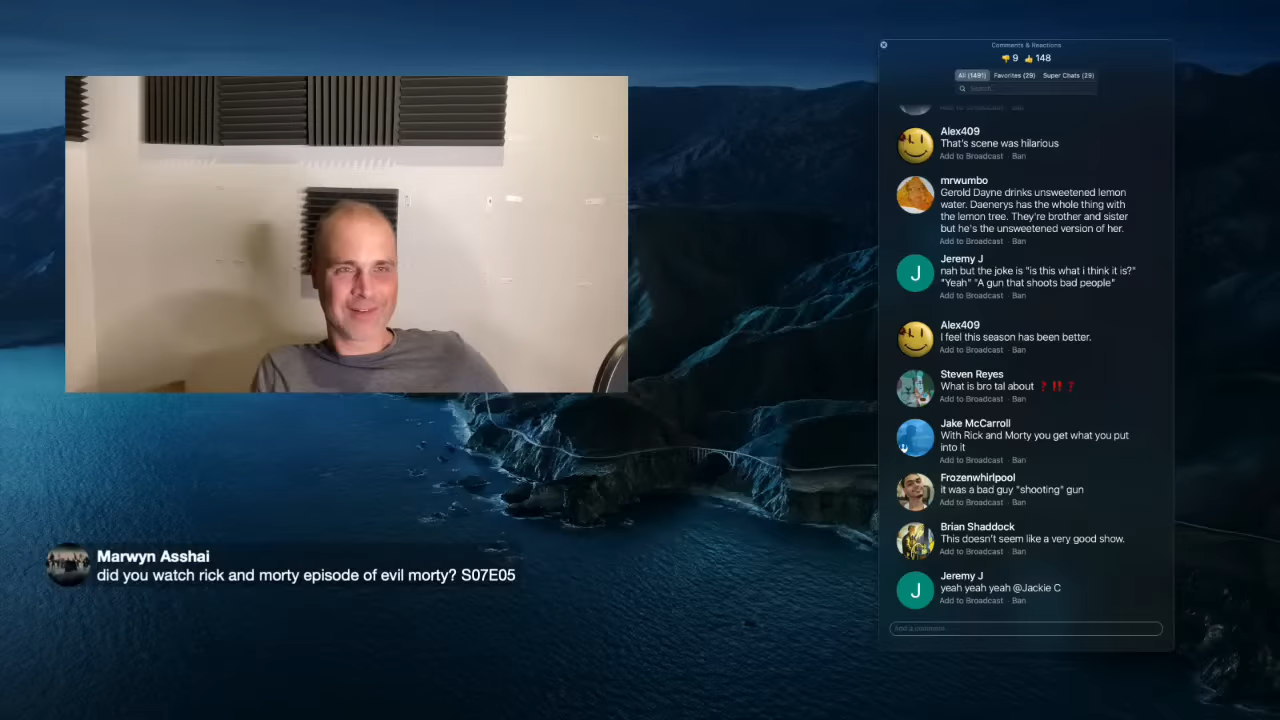 Comments & Reactions
👎 9 👍 148
All (1491) Favorites (29) Super Chats (29)
Search...
Add to Broadcast · Ban
Alex409
That's scene was hilarious
Add to Broadcast · Ban
mrwumbo
Gerold Dayne drinks unsweetened lemon
water. Daenerys has the whole thing with
the lemon tree. They're brother and sister
but he's the unsweetened version of her.
Add to Broadcast · Ban
Jeremy J
nah but the joke is "is this what i think it is?"
"Yeah" "A gun that shoots bad people"
Add to Broadcast · Ban
Alex409
I feel this season has been better.
Add to Broadcast · Ban
Steven Reyes
What is bro tal about
Add to Broadcast · Ban
Jake McCarroll
With Rick and Morty you get what you put
into it
Add to Broadcast · Ban
Frozenwhirlpool
it was a bad guy "shooting" gun
Add to Broadcast · Ban
Brian Shaddock
This doesn't seem like a very good show.
Add to Broadcast · Ban
J
Jeremy J
yeah yeah yeah @Jackie C
Add to Broadcast · Ban
Add a comment...
Marwyn Asshai
did you watch rick and morty episode of evil morty? S07E05